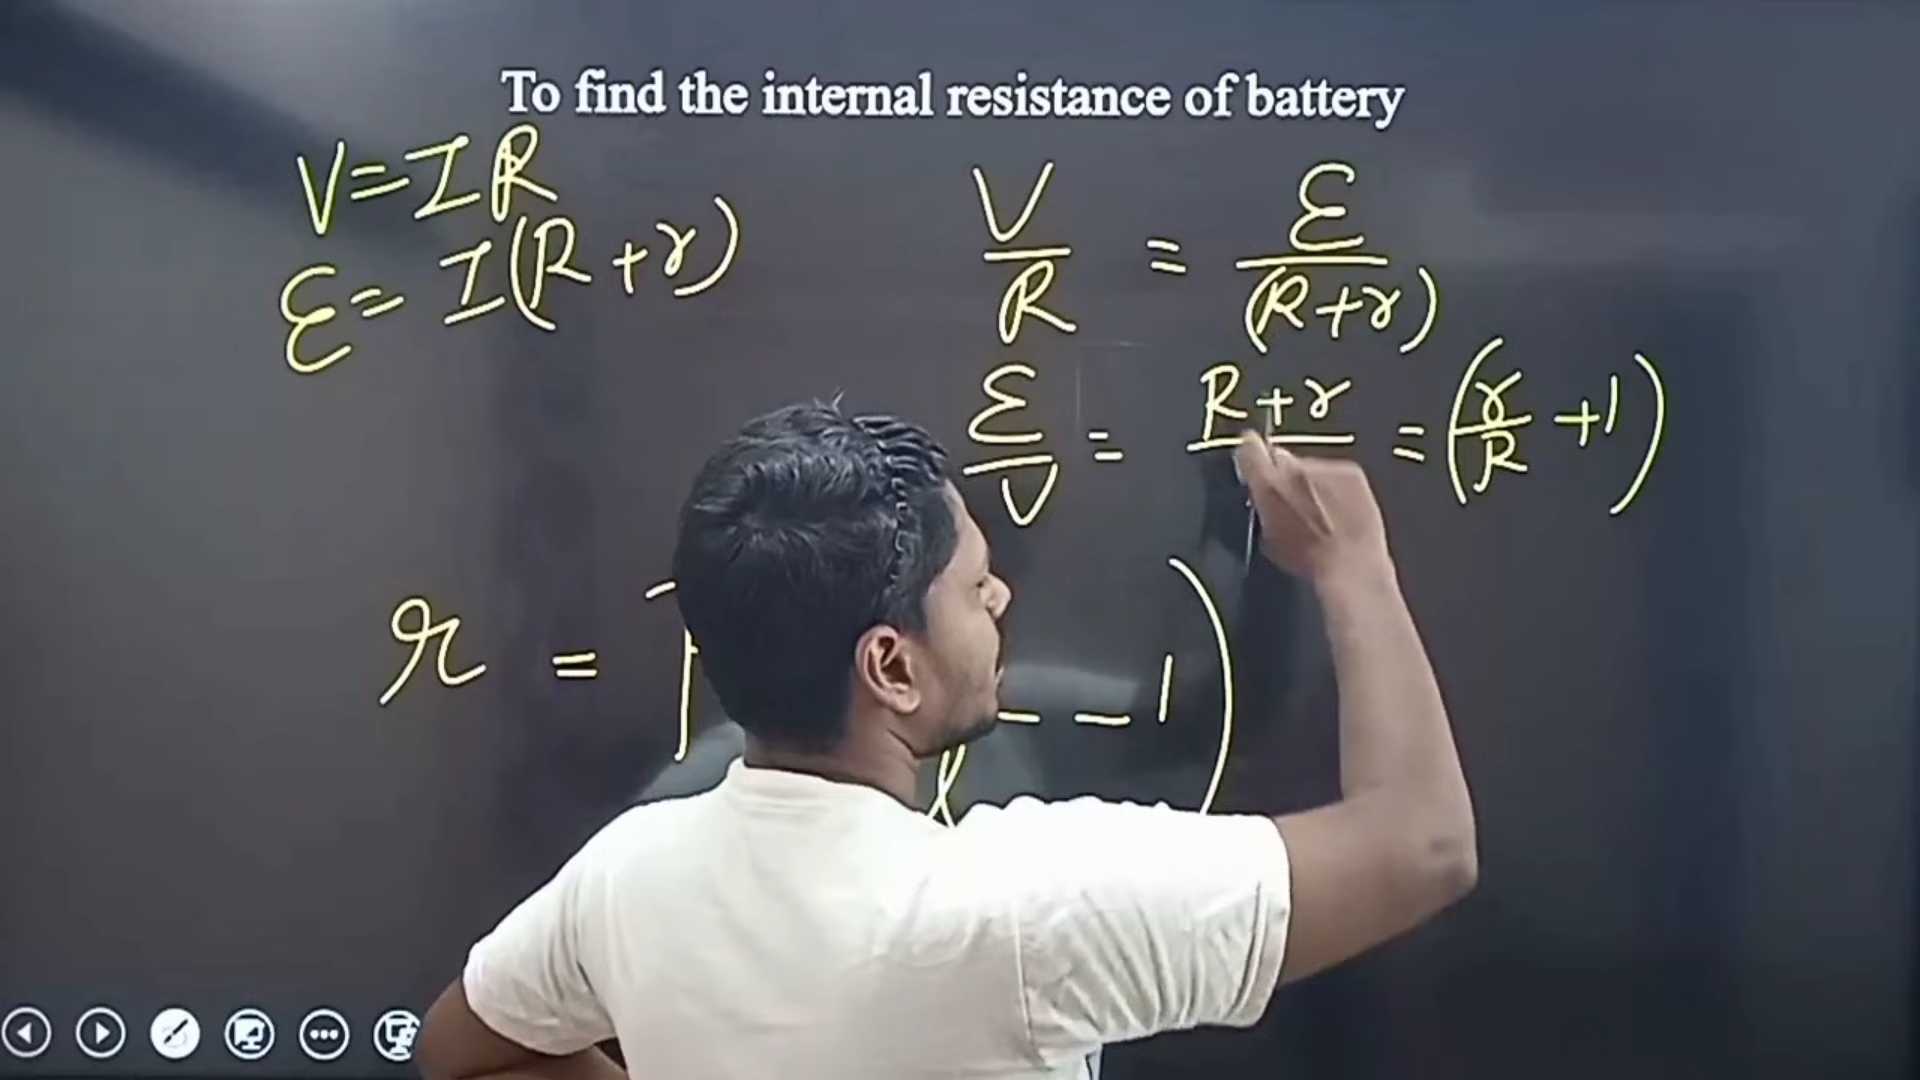 To find the internal resistance of battery
V=IR
ε=I(R+r)
V/R = ε/(R+r)
ε/V = R+r = (r/R +1)
r = -1)